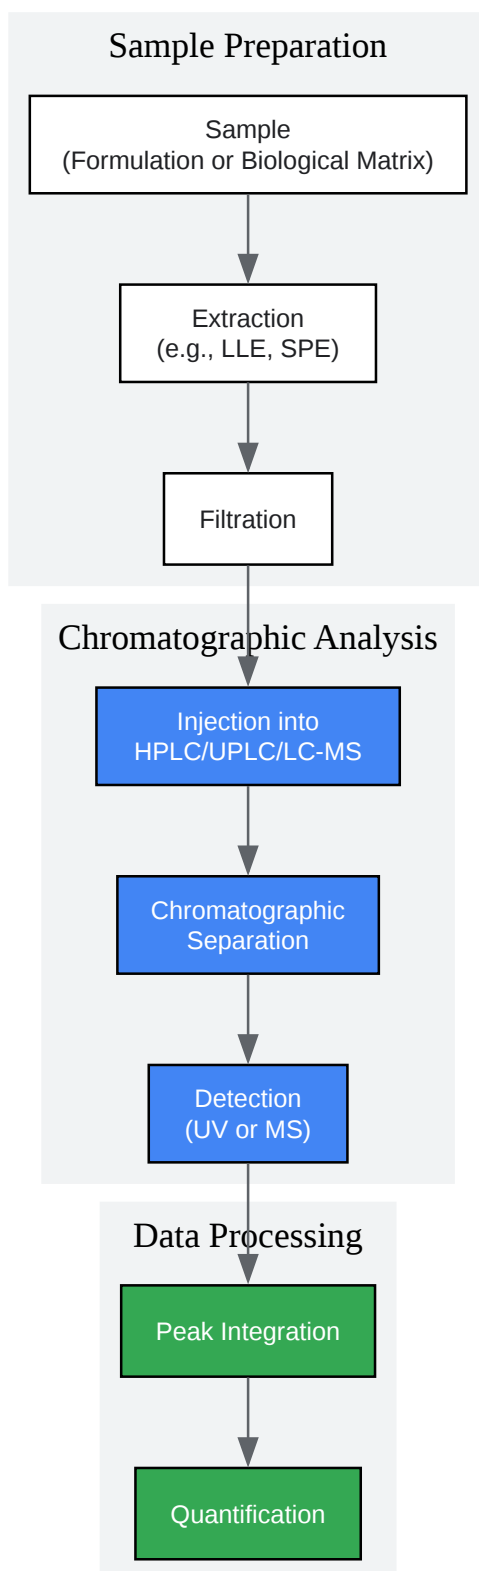 Sample Preparation
Sample
(Formulation or Biological Matrix)
Extraction
(e.g., LLE, SPE)
Filtration
Chromatographic Analysis
Injection into
HPLC/UPLC/LC-MS
Chromatographic
Separation
Detection
(UV or MS)
Data Processing
Peak Integration
Quantification